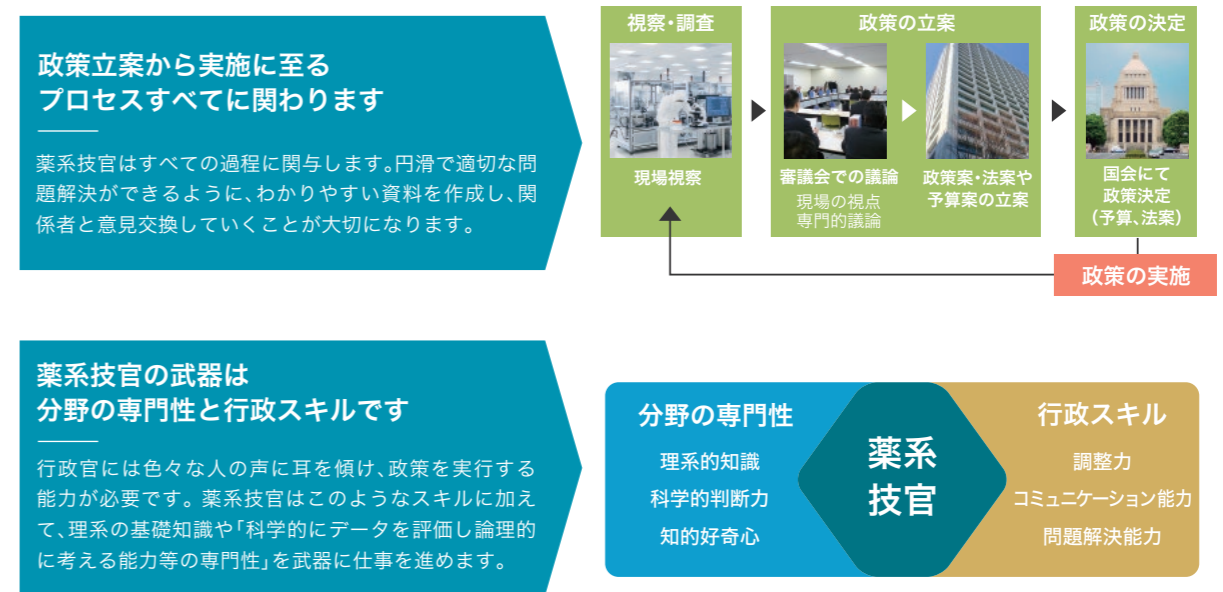 政策立案から実施に至る
プロセスすべてに関わります
薬系技官はすべての過程に関与します。円滑で適切な問
題解決ができるように、わかりやすい資料を作成し、関
係者と意見交換していくことが大切になります。
視察・調査
現場視察
政策の立案
審議会での議論
現場の視点
専門的議論
政策案・法案や
予算案の立案
政策の決定
国会にて
政策決定
(予算、法案)
政策の実施
薬系技官の武器は
分野の専門性と行政スキルです
行政官には色々な人の声に耳を傾け、政策を実行する
能力が必要です。薬系技官はこのようなスキルに加え
て、理系の基礎知識や「科学的にデータを評価し論理的
に考える能力等の専門性」を武器に仕事を進めます。
分野の専門性
理系的知識
科学的判断力
知的好奇心
薬系
技官
行政スキル
調整力
コミュニケーション能力
問題解決能力